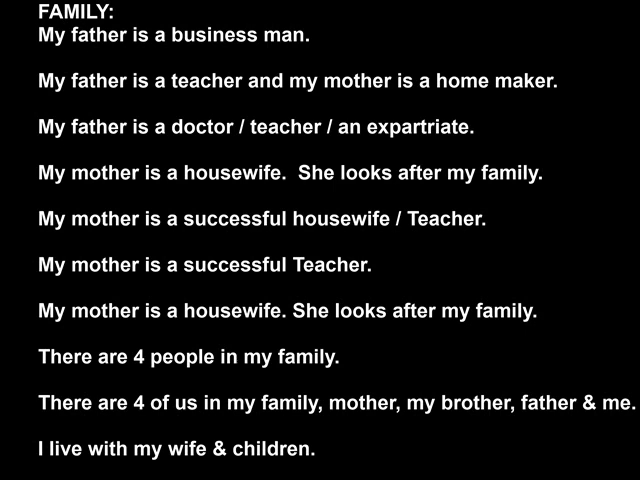 FAMILY:
My father is a business man.
My father is a teacher and my mother is a home maker.
My father is a doctor / teacher / an expartriate.
My mother is a housewife.  She looks after my family.
My mother is a successful housewife / Teacher.
My mother is a successful Teacher.
My mother is a housewife. She looks after my family.
There are 4 people in my family.
There are 4 of us in my family, mother, my brother, father & me.
I live with my wife & children.